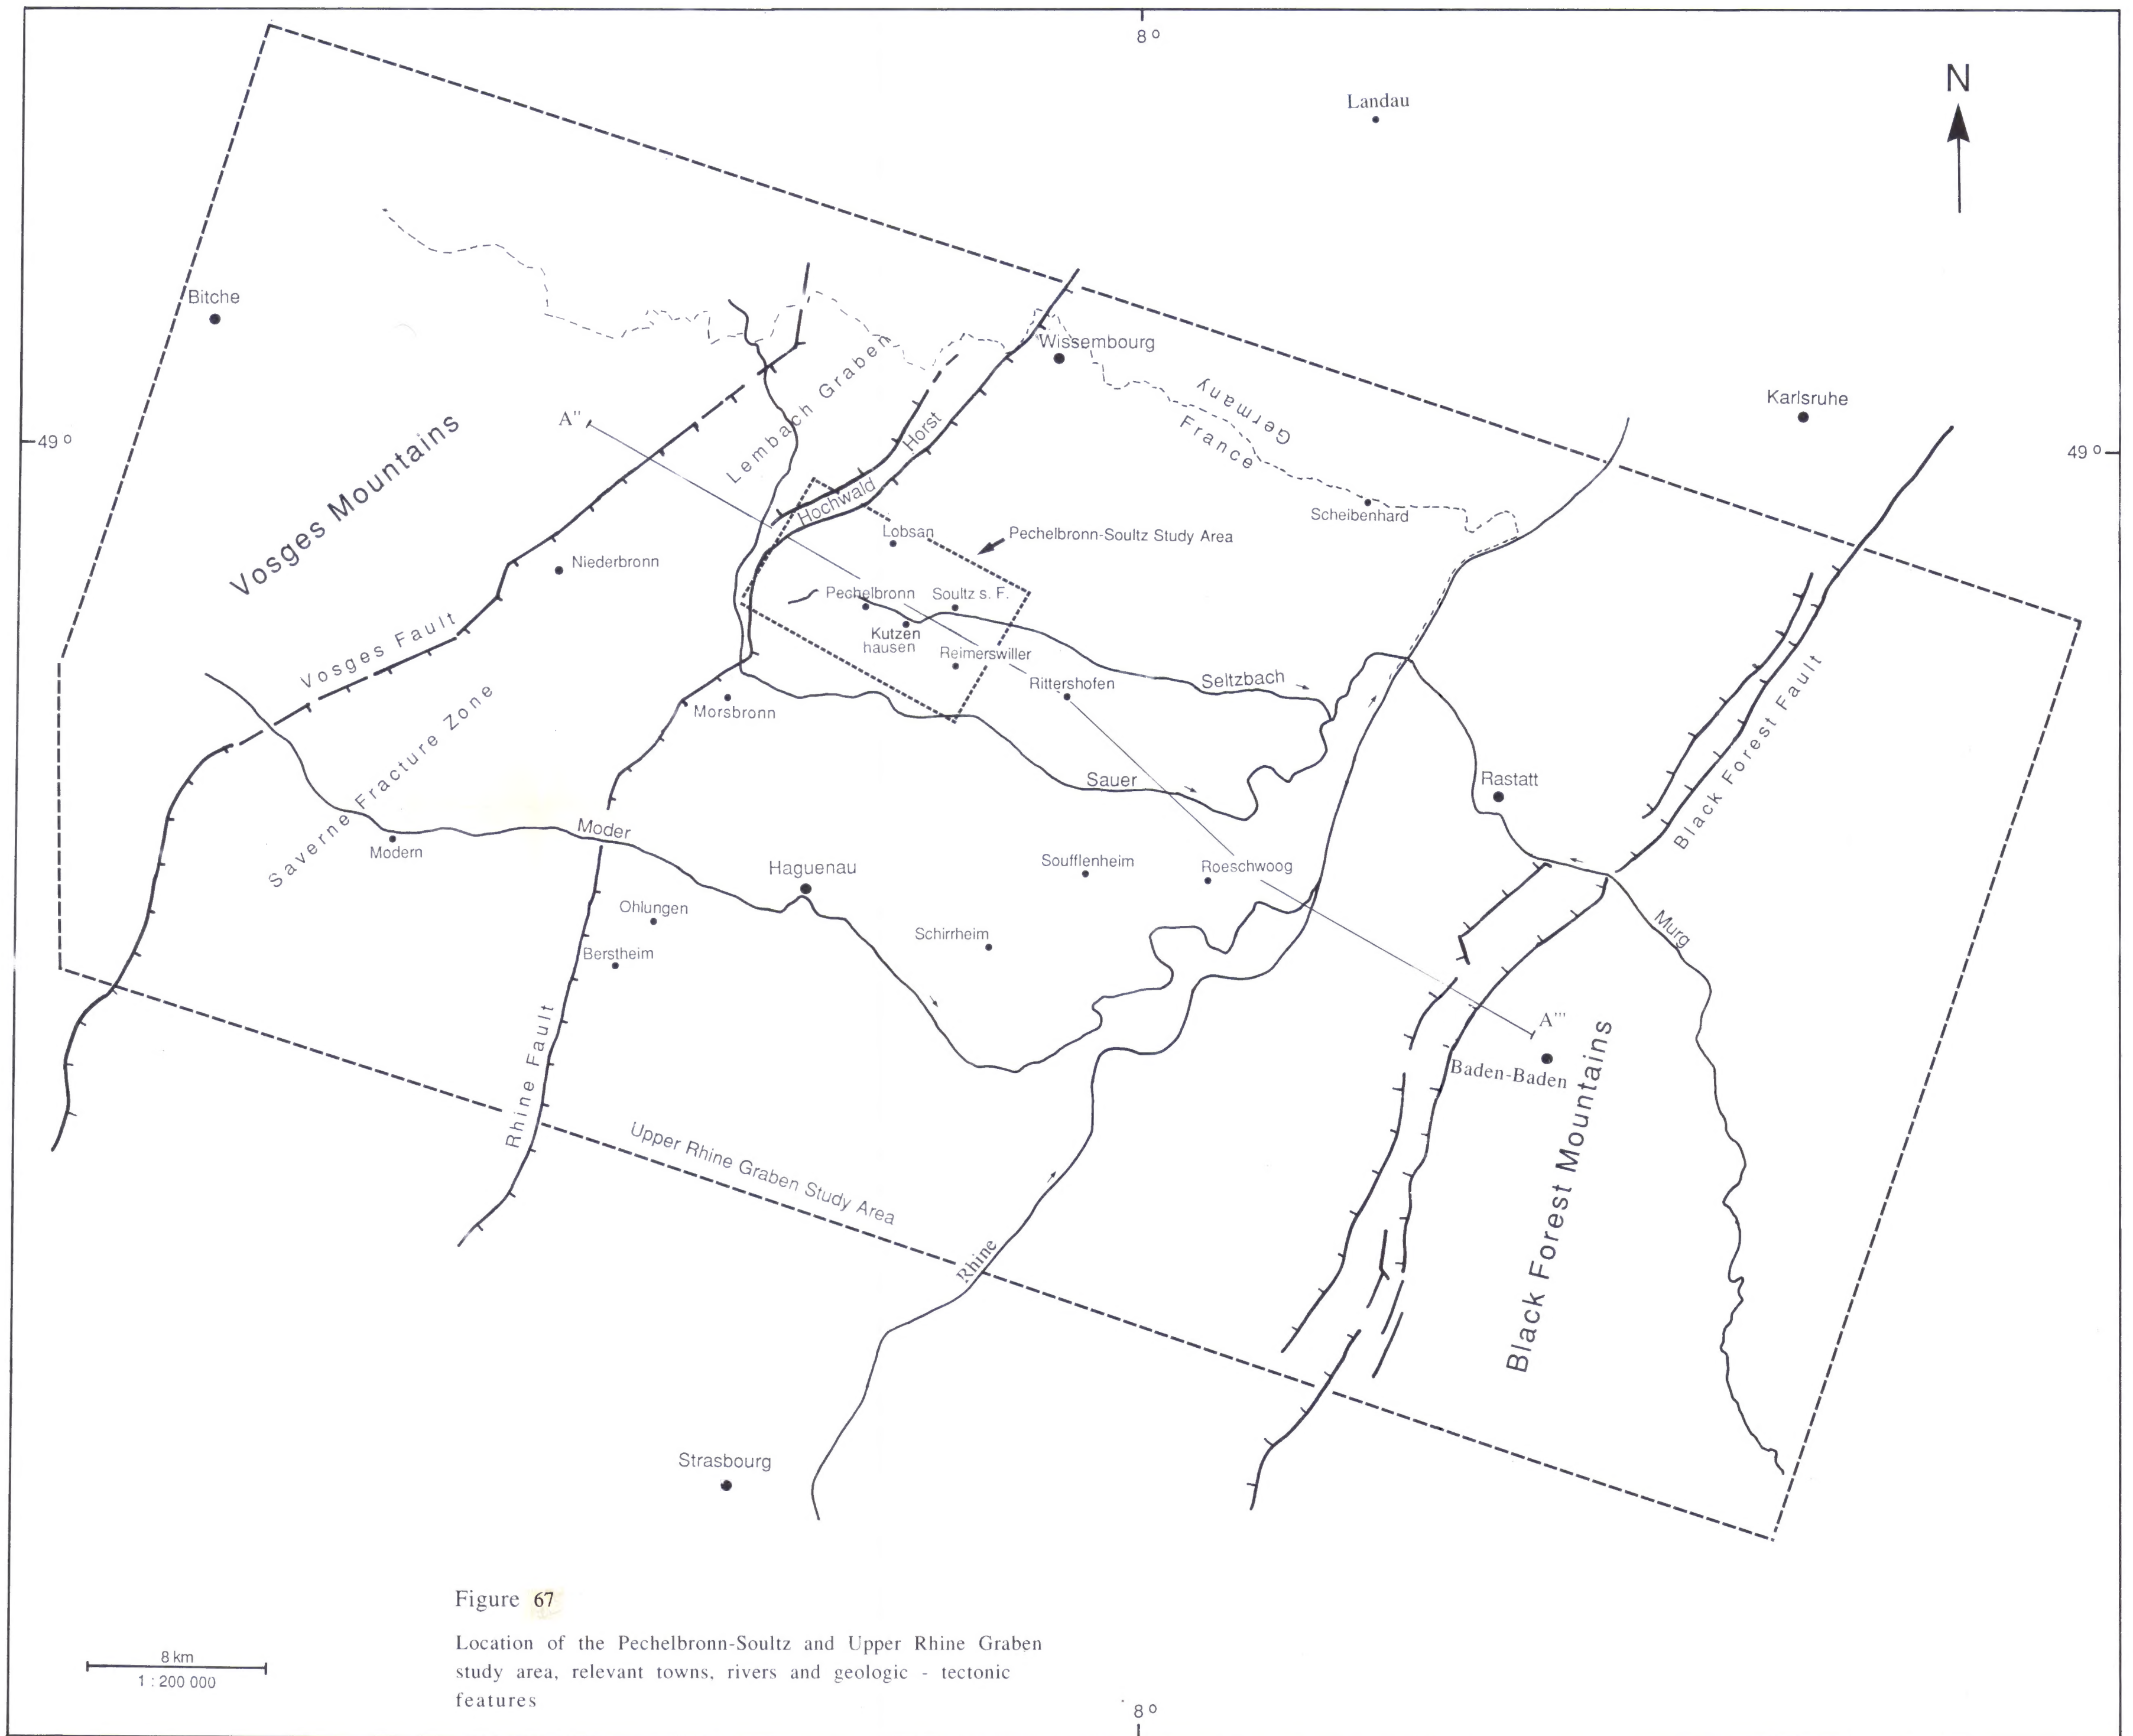 8°
N
Landau
Bitche
Wissembourg
Karlsruhe
Germany
France
49°
49°
A''
Lembach Graben
Horst
Hochwald
Vosges Mountains
Scheibenhard
Lobsan
Pechelbronn-Soultz Study Area
Niederbronn
Pechelbronn
Soultz s. F.
Kutzen
hausen
Reimerswiller
Vosges Fault
Rittershofen
Seltzbach
Morsbronn
Saverne Fracture Zone
Sauer
Rastatt
Black Forest Fault
Moder
Modern
Haguenau
Soufflenheim
Roeschwoog
Ohlungen
Schirrheim
Berstheim
Murg
A'''
Baden-Baden
Rhine Fault
Upper Rhine Graben Study Area
Black Forest Mountains
Rhine
Strasbourg
Figure 67
Location of the Pechelbronn-Soultz and Upper Rhine Graben
study area, relevant towns, rivers and geologic - tectonic
features
8 km
1 : 200 000
8°